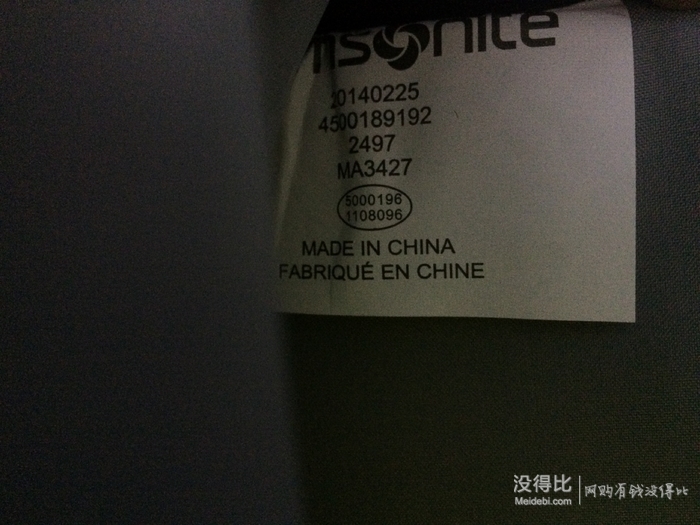 msonite
20140225
4500189192
2497
MA3427
5000196
1108096
MADE IN CHINA
FABRIQUÉ EN CHINE
没得比
Meidebi.com
网购有钱没得比